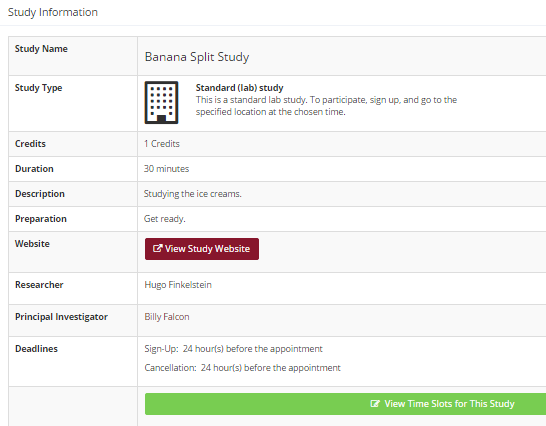 Study Information
Study Name
Banana Split Study
Study Type
Standard (lab) study
This is a standard lab study. To participate, sign up, and go to the
specified location at the chosen time.
Credits
1 Credits
Duration
30 minutes
Description
Studying the ice creams.
Preparation
Get ready.
Website
View Study Website
Researcher
Hugo Finkelstein
Principal Investigator
Billy Falcon
Deadlines
Sign-Up: 24 hour(s) before the appointment
Cancellation: 24 hour(s) before the appointment
View Time Slots for This Study